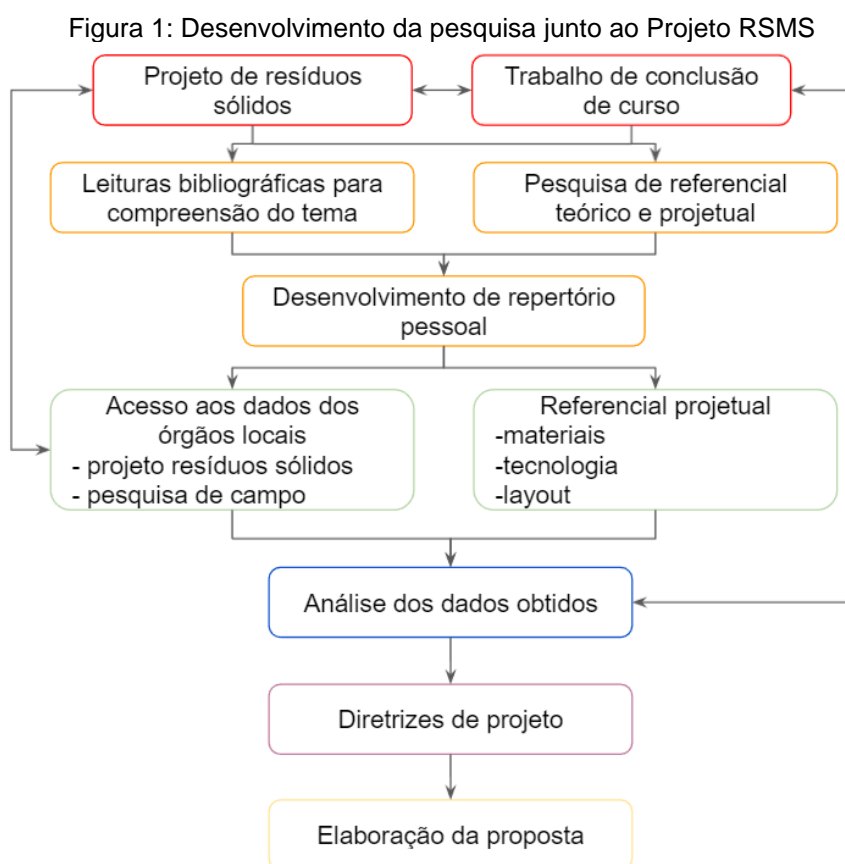 Figura 1: Desenvolvimento da pesquisa junto ao Projeto RSMS
Projeto de resíduos
sólidos
Trabalho de conclusão
de curso
Leituras bibliográficas para
compreensão do tema
Pesquisa de referencial
teórico e projetual
Desenvolvimento de repertório
pessoal
Acesso aos dados dos
órgãos locais
- projeto resíduos sólidos
- pesquisa de campo
Referencial projetual
-materiais
-tecnologia
-layout
Análise dos dados obtidos
Diretrizes de projeto
Elaboração da proposta